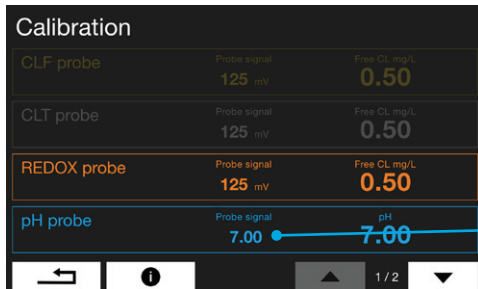 Calibration
CLF probe
Probe signal
125 mV
Free CL mg/L
0.50
CLT probe
Probe signal
125 mV
Free CL mg/L
0.50
REDOX probe
Probe signal
125 mV
Free CL mg/L
0.50
pH probe
Probe signal
7.00
pH
7.00
i
1/2